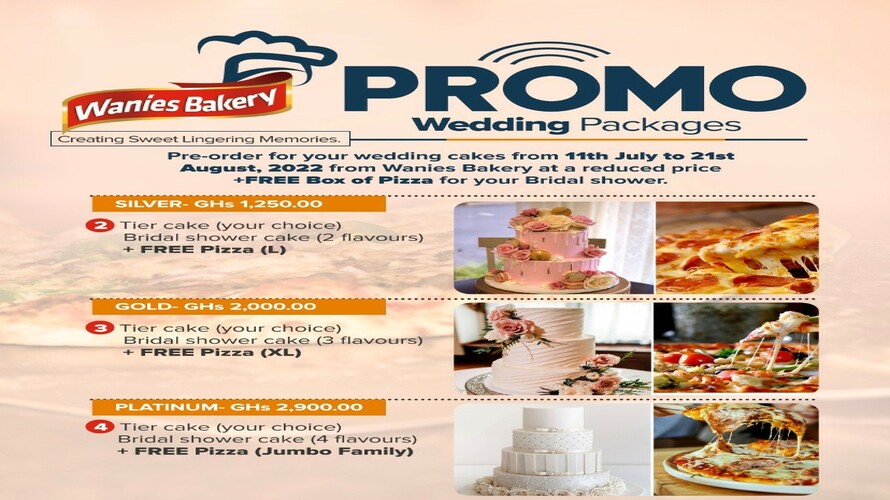 Wanies Bakery
Creating Sweet Lingering Memories.
PROMO
Wedding Packages
Pre-order for your wedding cakes from 11th July to 21st
August, 2022 from Wanies Bakery at a reduced price
+FREE Box of Pizza for your Bridal shower.
SILVER- GHs 1,250.00
2 Tier cake (your choice)
Bridal shower cake (2 flavours)
+ FREE Pizza (L)
GOLD- GHs 2,000.00
3 Tier cake (your choice)
Bridal shower cake (3 flavours)
+ FREE Pizza (XL)
PLATINUM- GHs 2,900.00
4 Tier cake (your choice)
Bridal shower cake (4 flavours)
+ FREE Pizza (Jumbo Family)